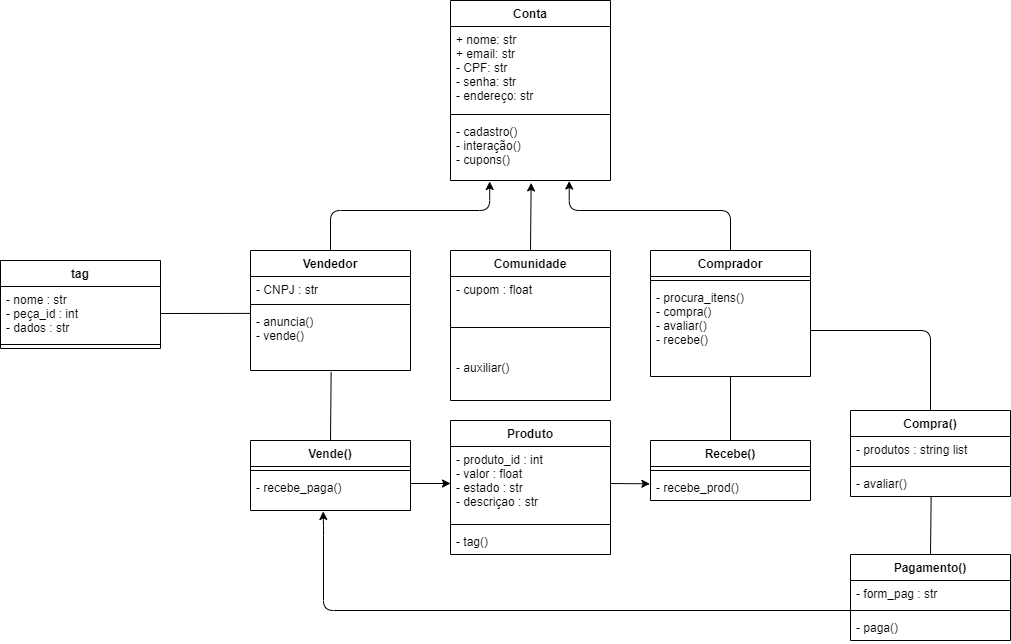 Conta
+ nome: str
+ email: str
- CPF: str
- senha: str
- endereço: str
- cadastro()
- interação()
- cupons()
tag
- nome : str
- peça_id : int
- dados : str
Vendedor
- CNPJ : str
- anuncia()
- vende()
Comunidade
- cupom : float
- auxiliar()
Comprador
- procura_itens()
- compra()
- avaliar()
- recebe()
Vende()
- recebe_paga()
Produto
- produto_id : int
- valor : float
- estado : str
- descriçao : str
- tag()
Recebe()
- recebe_prod()
Compra()
- produtos : string list
- avaliar()
Pagamento()
- form_pag : str
- paga()